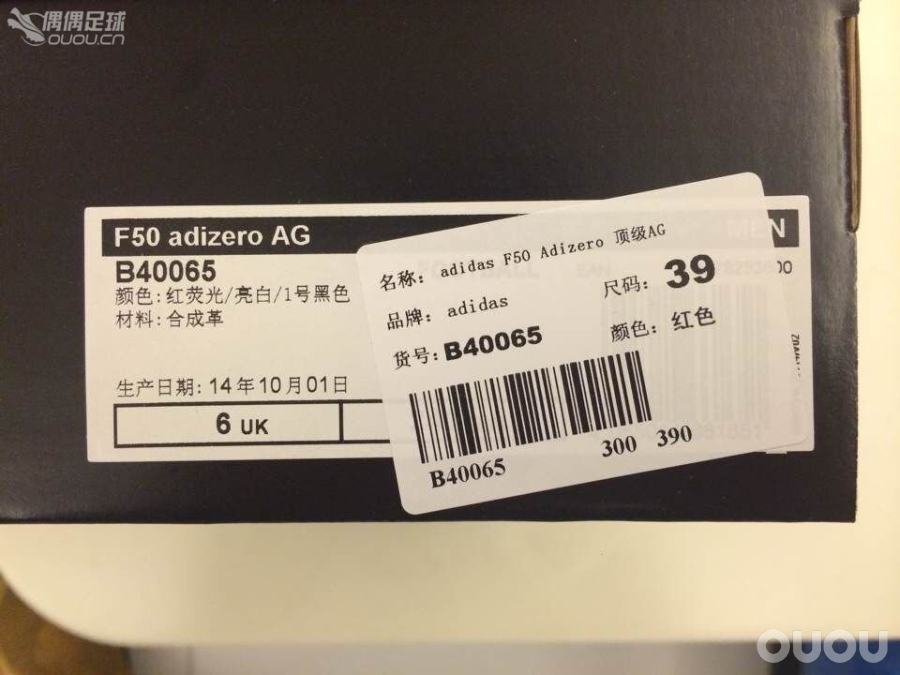 偶偶足球
OUOU.CN
F50 adizero AG
B40065
颜色:红荧光/亮白/1号黑色
材料:合成革
生产日期: 14年10月01日
6 UK
名称: adidas F50 Adizero 顶级AG
品牌: adidas
尺码: 39
货号: B40065
颜色: 红色
B40065
300 390
OUOU